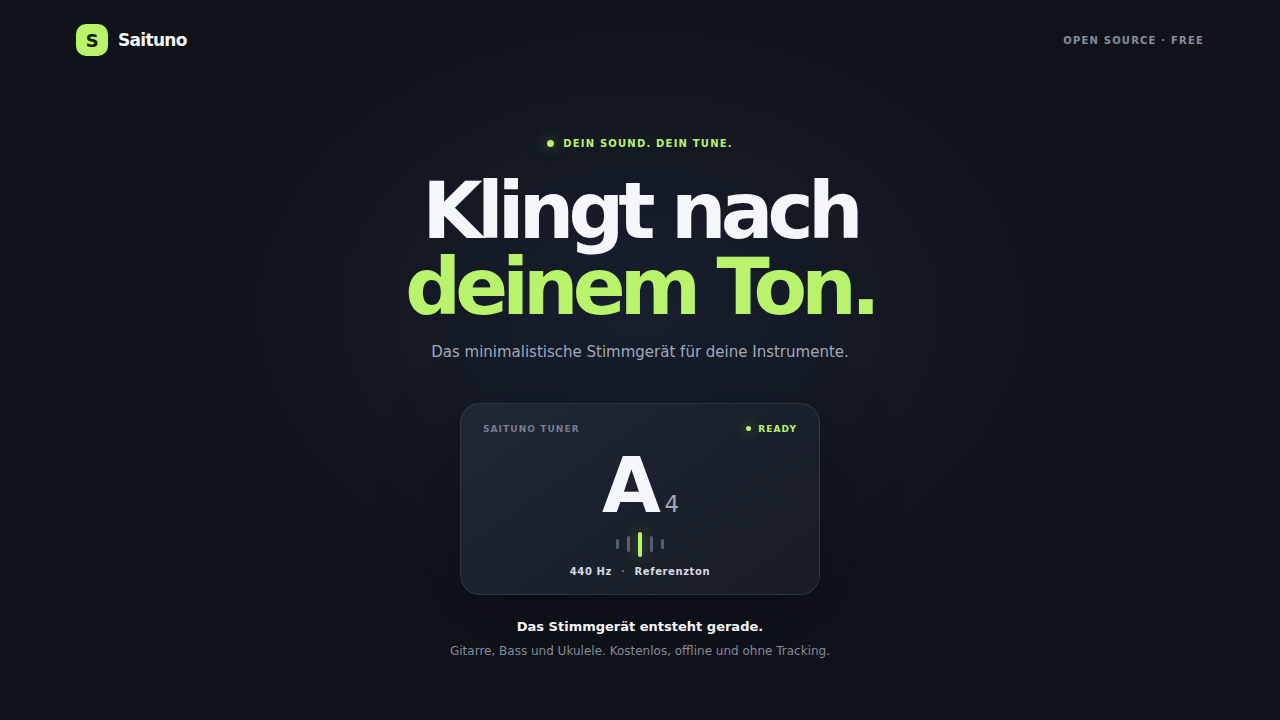 S Saituno
OPEN SOURCE · FREE
DEIN SOUND. DEIN TUNE.
Klingt nach
deinem Ton.
Das minimalistische Stimmgerät für deine Instrumente.
SAITUNO TUNER
READY
A4
440 Hz · Referenzton
Das Stimmgerät entsteht gerade.
Gitarre, Bass und Ukulele. Kostenlos, offline und ohne Tracking.